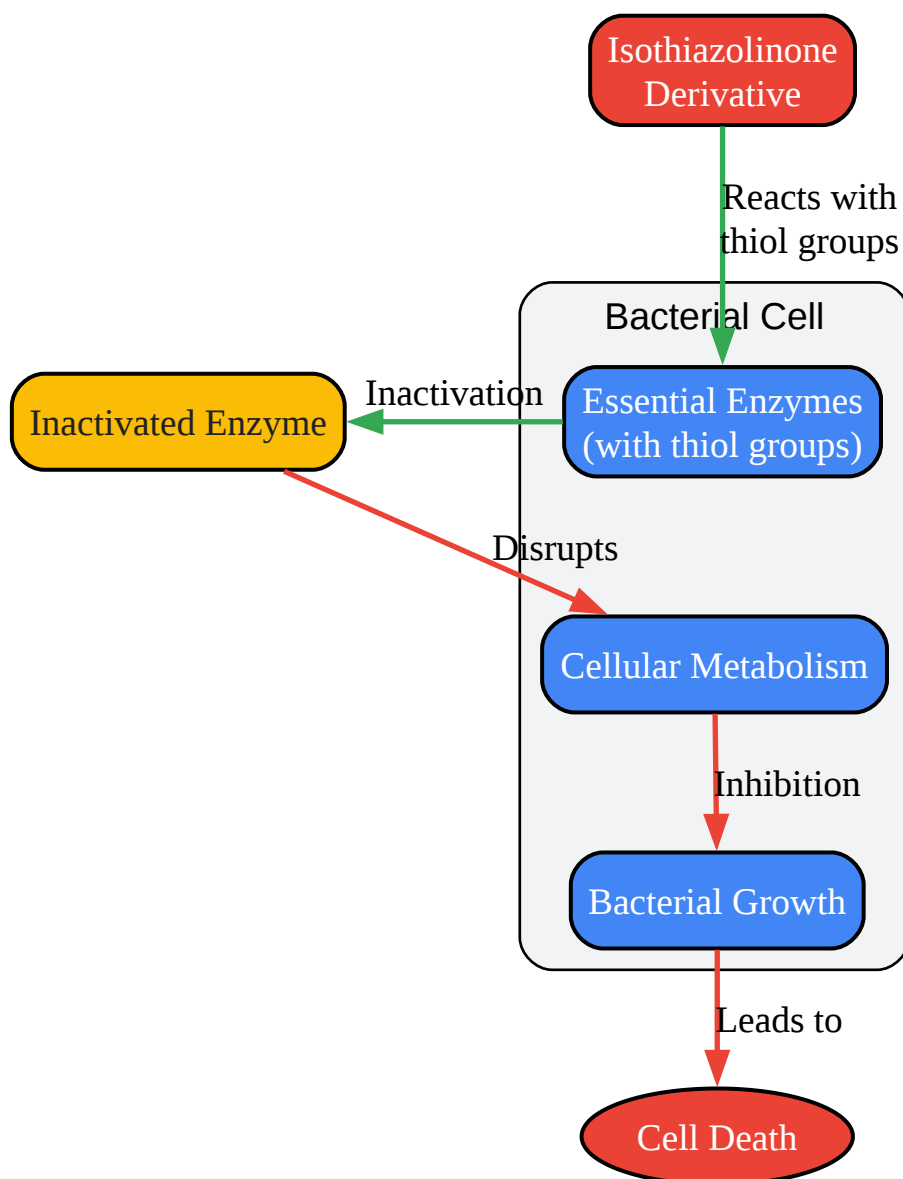 Isothiazolinone
Derivative
Reacts with
thiol groups
Bacterial Cell
Inactivation
Essential Enzymes
(with thiol groups)
Inactivated Enzyme
Disrupts
Cellular Metabolism
Inhibition
Bacterial Growth
Leads to
Cell Death